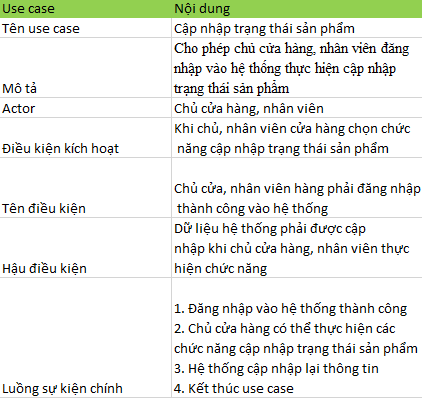 Use case Nội dung
Tên use case Cập nhập trạng thái sản phẩm
Cho phép chủ cửa hàng, nhân viên đăng
nhập vào hệ thống thực hiện cập nhập
Mô tả trạng thái sản phẩm
Actor Chủ cửa hàng, nhân viên
Khi chủ, nhân viên cửa hàng chọn chức
Điều kiện kích hoạt năng cập nhập trạng thái sản phẩm
Chủ cửa, nhân viên hàng phải đăng nhập
Tên điều kiện thành công vào hệ thống
Dữ liệu hệ thống phải được cập
nhập khi chủ cửa hàng, nhân viên thực
Hậu điều kiện hiện chức năng
1. Đăng nhập vào hệ thống thành công
2. Chủ cửa hàng có thể thực hiện các
chức năng cập nhập trạng thái sản phẩm
3. Hệ thống cập nhập lại thông tin
Luồng sự kiện chính 4. Kết thúc use case